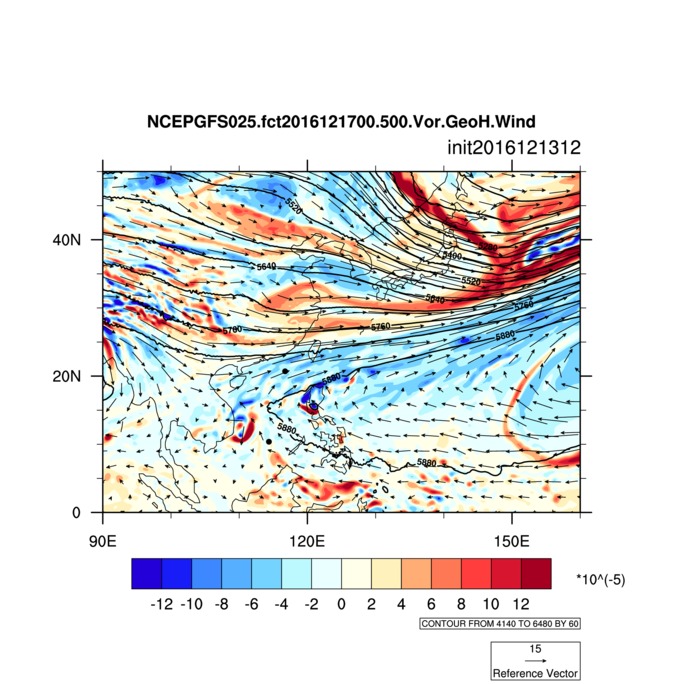 NCEPGFS025.fct2016121700.500.Vor.GeoH.Wind
init2016121312
40N
20N
0
90E 120E 150E
5520
5640
5400
5520
5640
5760
5760
5700
5880
5880
5880
5880
-12 -10 -8 -6 -4 -2 0 2 4 6 8 10 12
*10^(-5)
CONTOUR FROM 4140 TO 6480 BY 60
15
Reference Vector